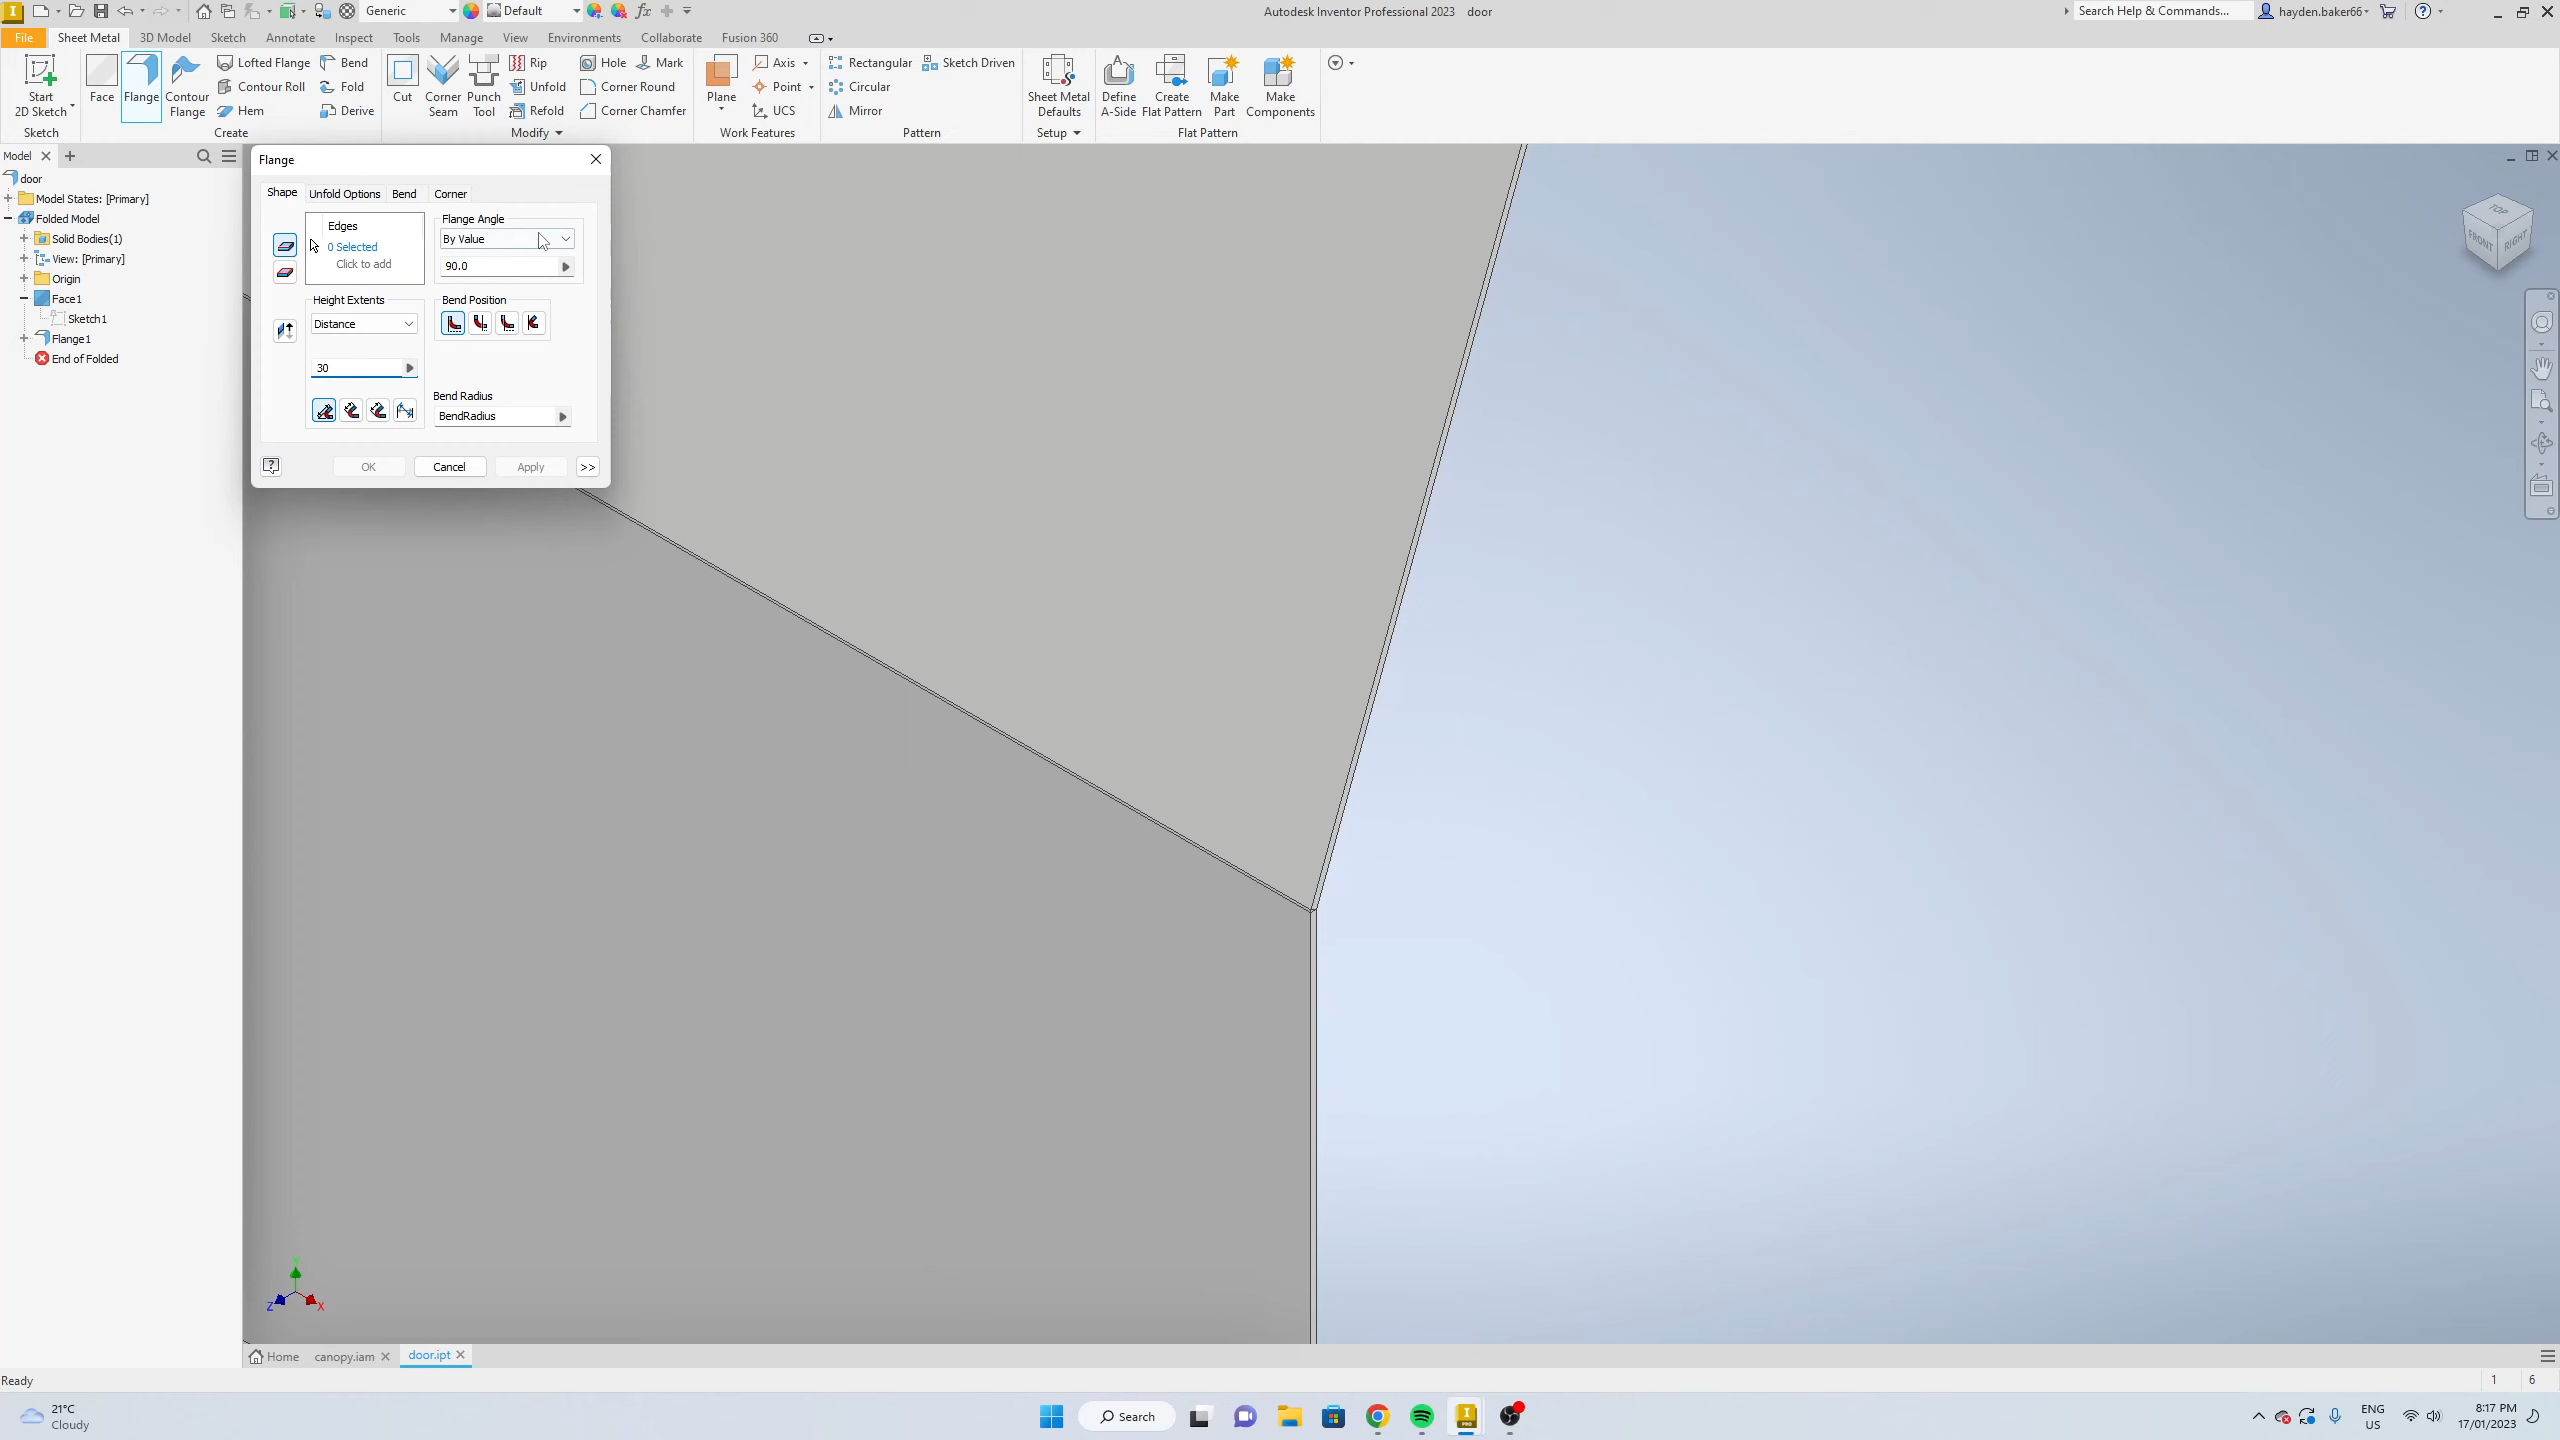 Generic
Default
Autodesk Inventor Professional 2023 door
Search Help & Commands...
hayden.baker66
File
Sheet Metal
3D Model
Sketch
Annotate
Inspect
Tools
Manage
View
Environments
Collaborate
Fusion 360
Start
2D Sketch
Face
Flange
Contour
Flange
Lofted Flange
Contour Roll
Hem
Bend
Fold
Derive
Cut
Corner
Seam
Punch
Tool
Rip
Unfold
Refold
Hole
Mark
Corner Round
Corner Chamfer
Plane
Axis
Point
UCS
Rectangular
Sketch Driven
Circular
Mirror
Sheet Metal
Defaults
Define
A-Side
Create
Flat Pattern
Make
Part
Make
Components
Sketch
Create
Modify
Work Features
Pattern
Setup
Flat Pattern
Model
door
Model States: [Primary]
Folded Model
Solid Bodies(1)
View: [Primary]
Origin
Face1
Sketch1
Flange1
End of Folded
Flange
Shape
Unfold Options
Bend
Corner
Edges
0 Selected
Click to add
Flange Angle
By Value
90.0
Height Extents
Distance
30
Bend Position
Bend Radius
BendRadius
OK
Cancel
Apply
>>
TOP
FRONT
RIGHT
Z
X
Home
canopy.iam
door.ipt
Ready
1
6
21°C
Cloudy
Search
ENG
US
8:17 PM
17/01/2023